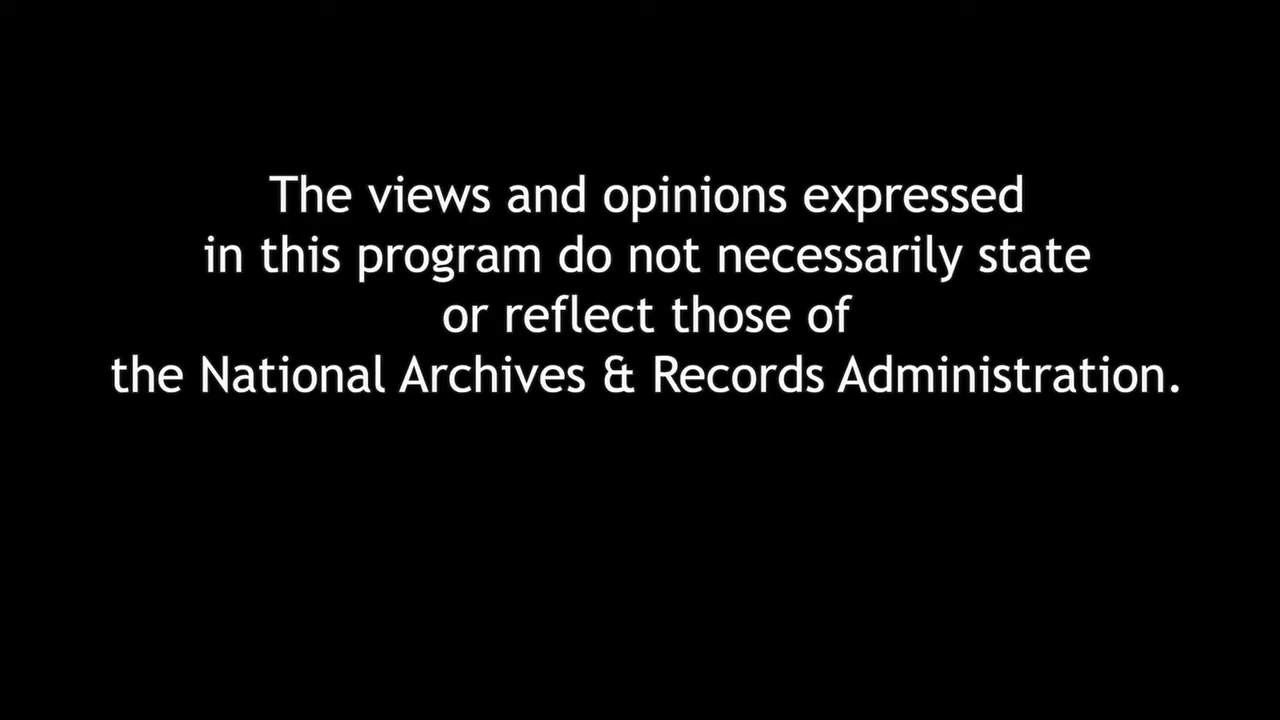 The views and opinions expressed
in this program do not necessarily state
or reflect those of
the National Archives & Records Administration.